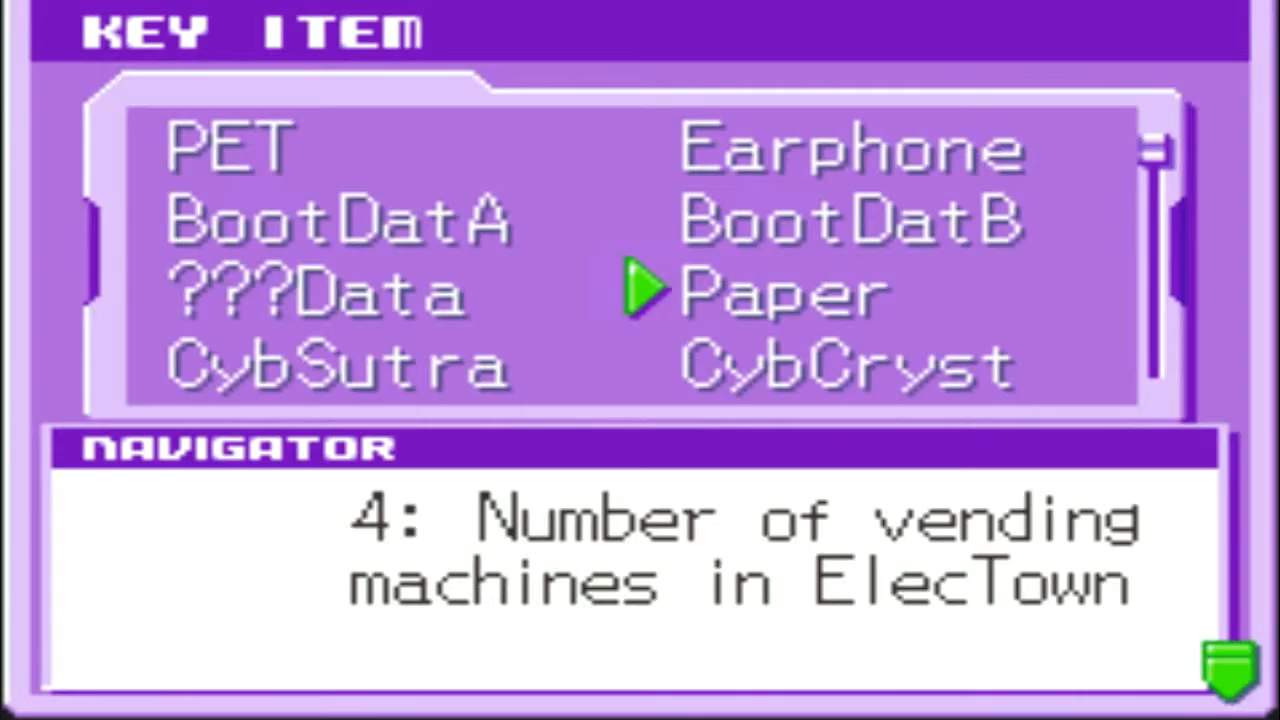 KEY ITEM
PET Earphone
BootDatA BootDatB
???Data Paper
CybSutra CybCryst
NAVIGATOR
4: Number of vending
machines in ElecTown